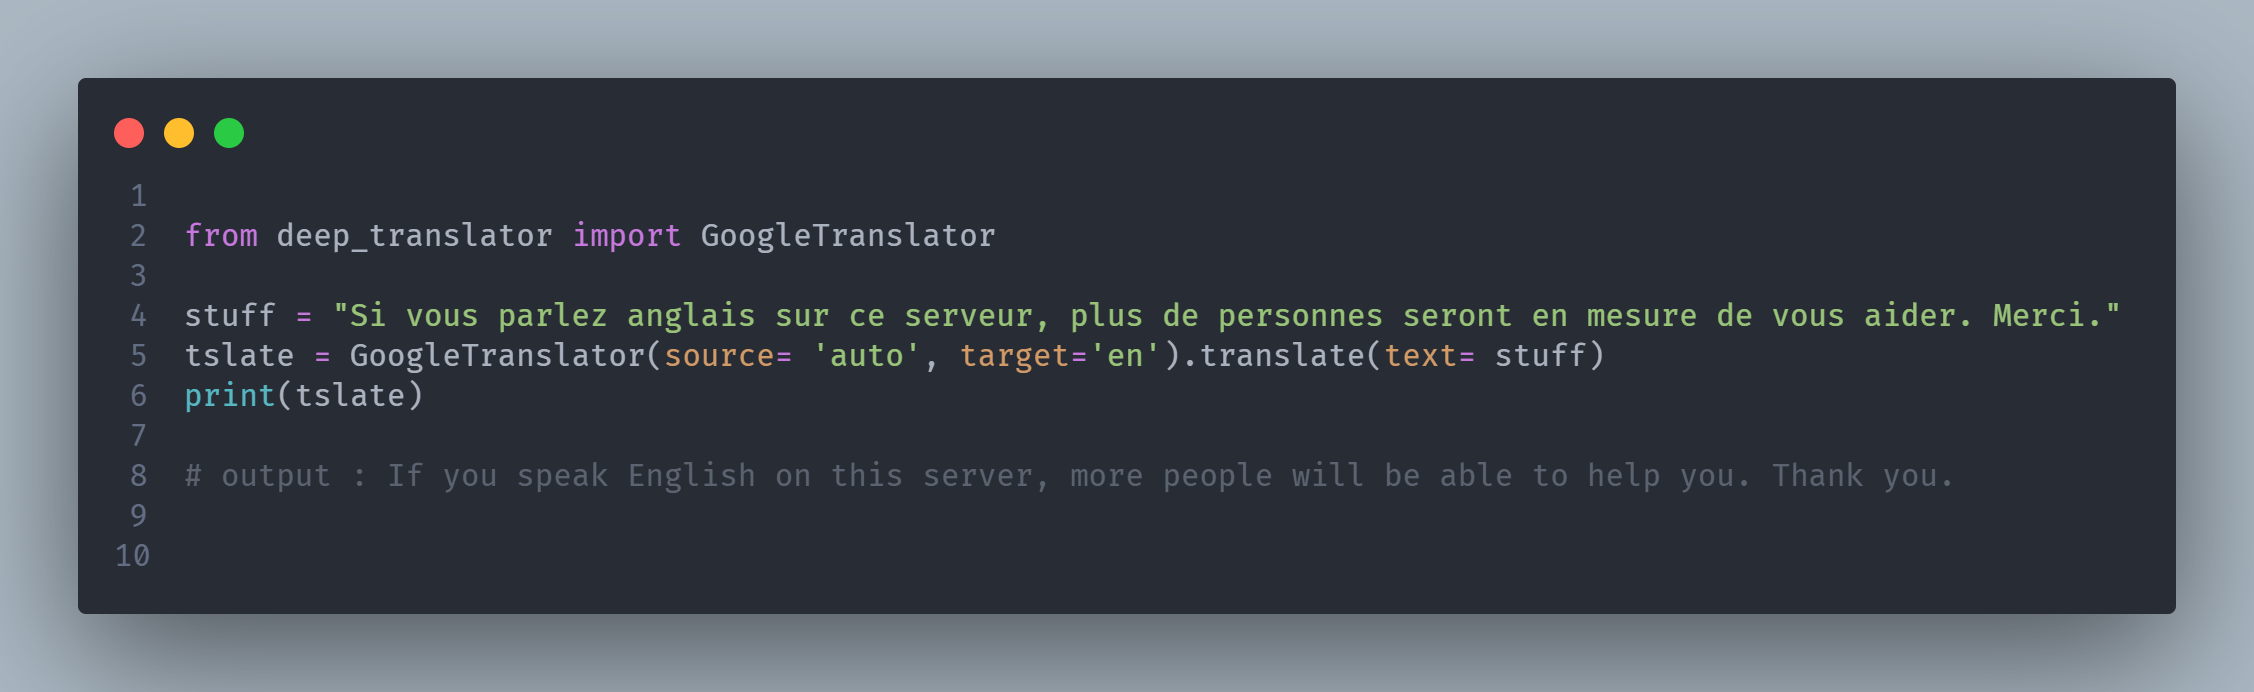 1
2 from deep_translator import GoogleTranslator
3
4 stuff = "Si vous parlez anglais sur ce serveur, plus de personnes seront en mesure de vous aider. Merci."
5 tslate = GoogleTranslator(source= 'auto', target='en').translate(text= stuff)
6 print(tslate)
7
8 # output : If you speak English on this server, more people will be able to help you. Thank you.
9
10